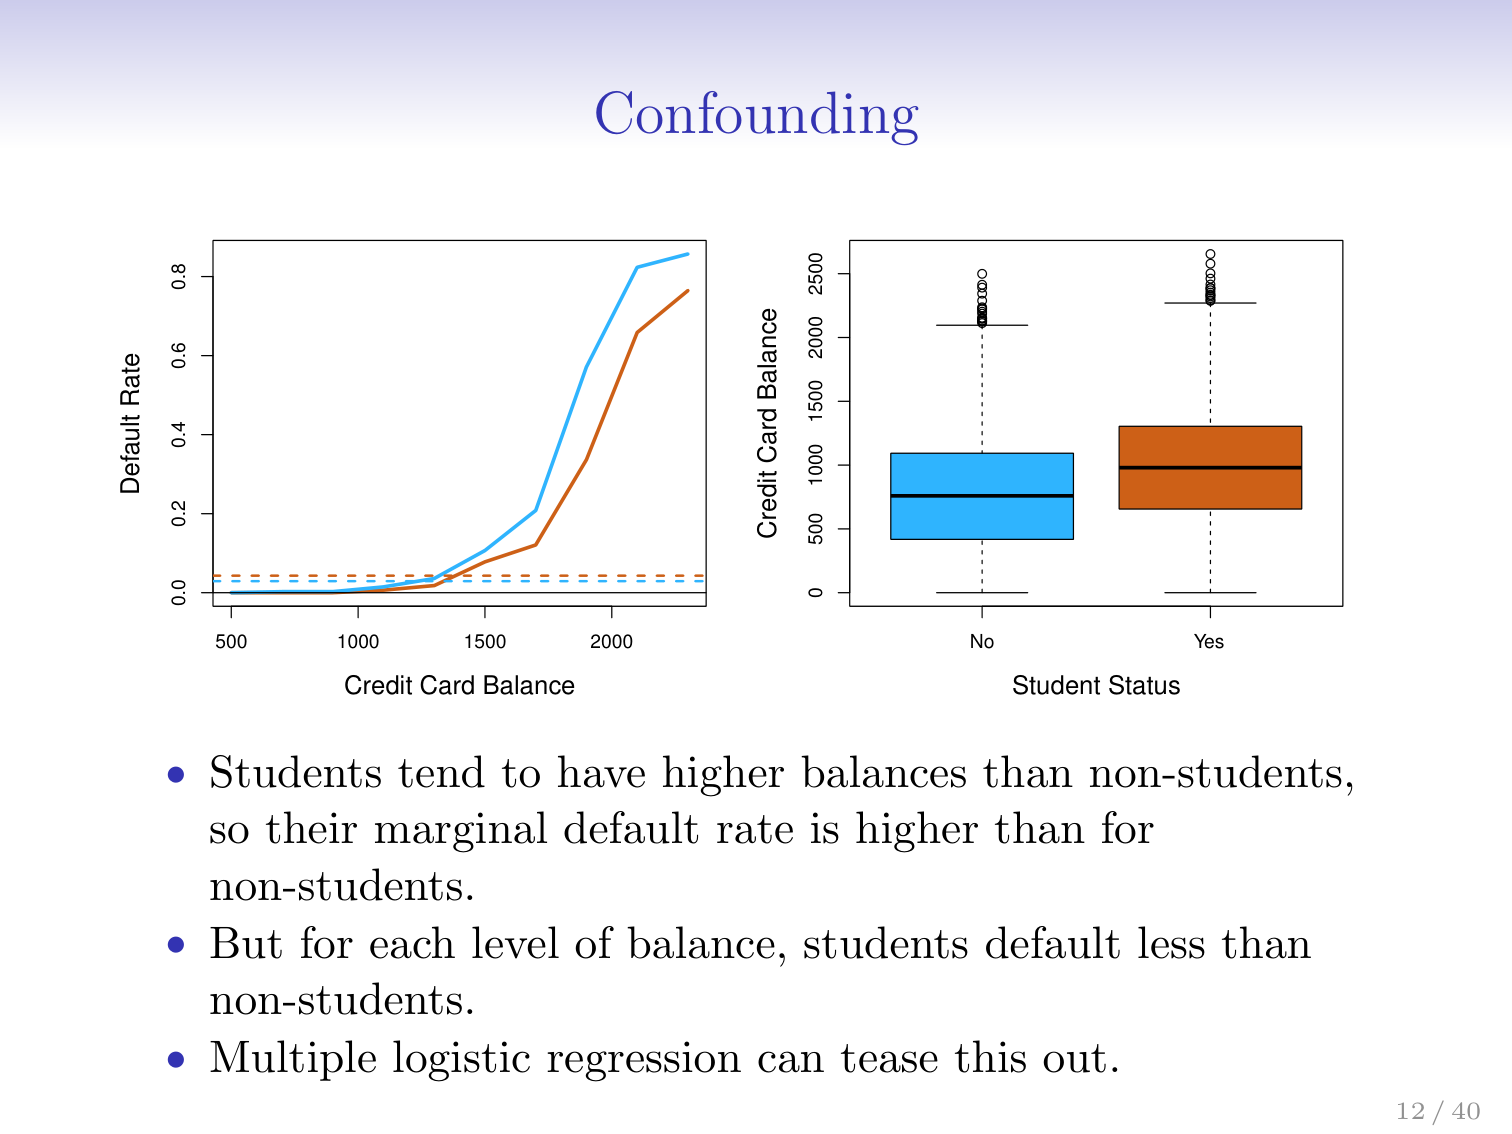 Confounding
Default Rate
0.8
0.6
0.4
0.2
0.0
500 1000 1500 2000
Credit Card Balance
Credit Card Balance
2500
2000
1500
1000
500
0
No Yes
Student Status
• Students tend to have higher balances than non-students,
so their marginal default rate is higher than for
non-students.
• But for each level of balance, students default less than
non-students.
• Multiple logistic regression can tease this out.
12 / 40